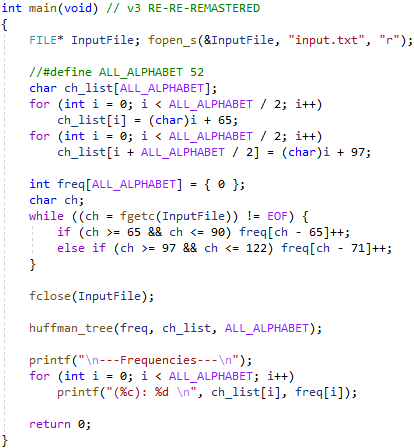 int main(void) // v3 RE-RE-REMASTERED
{
    FILE* InputFile; fopen_s(&InputFile, "input.txt", "r");

    //#define ALL_ALPHABET 52
    char ch_list[ALL_ALPHABET];
    for (int i = 0; i < ALL_ALPHABET / 2; i++)
        ch_list[i] = (char)i + 65;
    for (int i = 0; i < ALL_ALPHABET / 2; i++)
        ch_list[i + ALL_ALPHABET / 2] = (char)i + 97;

    int freq[ALL_ALPHABET] = { 0 };
    char ch;
    while ((ch = fgetc(InputFile)) != EOF) {
        if (ch >= 65 && ch <= 90) freq[ch - 65]++;
        else if (ch >= 97 && ch <= 122) freq[ch - 71]++;
    }

    fclose(InputFile);

    huffman_tree(freq, ch_list, ALL_ALPHABET);

    printf("\n---Frequencies---\n");
    for (int i = 0; i < ALL_ALPHABET; i++)
        printf("(%c): %d \n", ch_list[i], freq[i]);

    return 0;
}